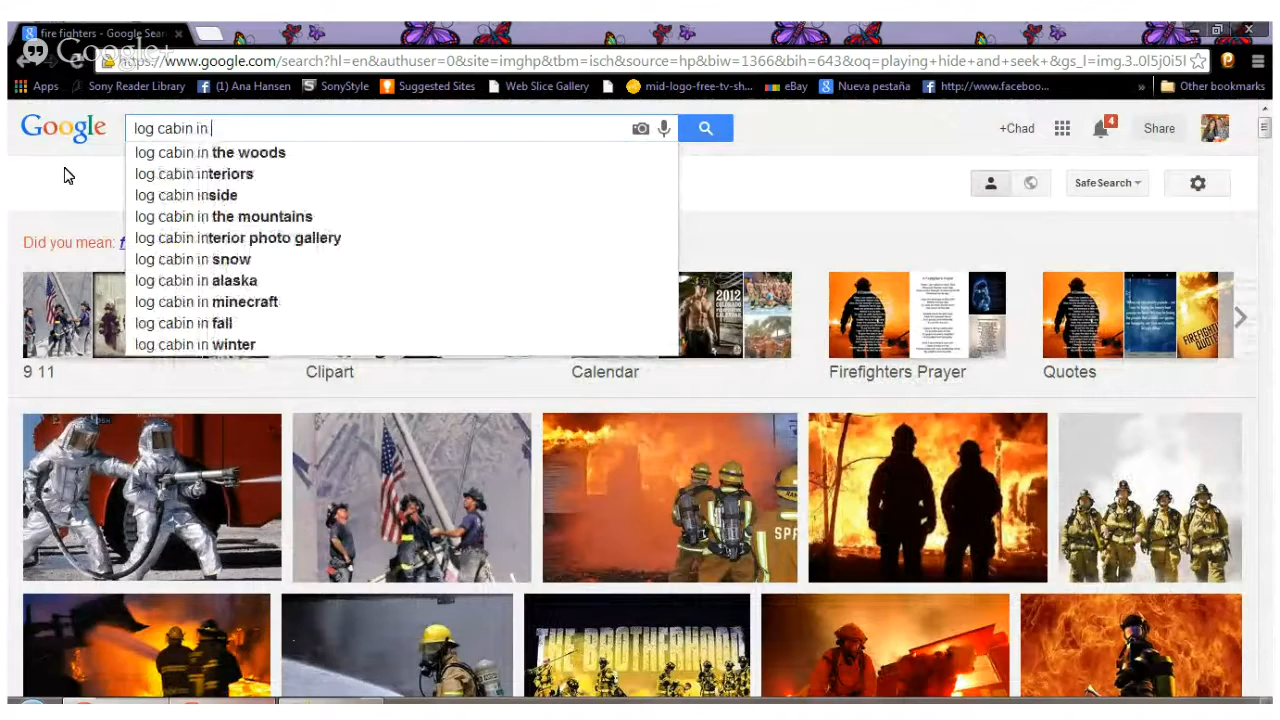 fire fighters - Google Sear
Google+
https://www.google.com/search?hl=en&authuser=0&site=imghp&tbm=isch&source=hp&biw=1366&bih=643&oq=playing+hide+and+seek+&gs_l=img.3..0l5j0i5l
Apps Sony Reader Library (1) Ana Hansen SonyStyle Suggested Sites Web Slice Gallery mid-logo-free-tv-sh... eBay Nueva pestaña http://www.faceboo... » Other bookmarks
Google log cabin in +Chad 4 Share
log cabin in the woods
log cabin interiors
log cabin inside
log cabin in the mountains
log cabin interior photo gallery
log cabin in snow
log cabin in alaska
log cabin in minecraft
log cabin in fall
log cabin in winter
SafeSearch
Did you mean: f
2012
FIREFIGHTER
QUOTES
9 11 Clipart Calendar Firefighters Prayer Quotes
SPR
THE BROTHERHOOD